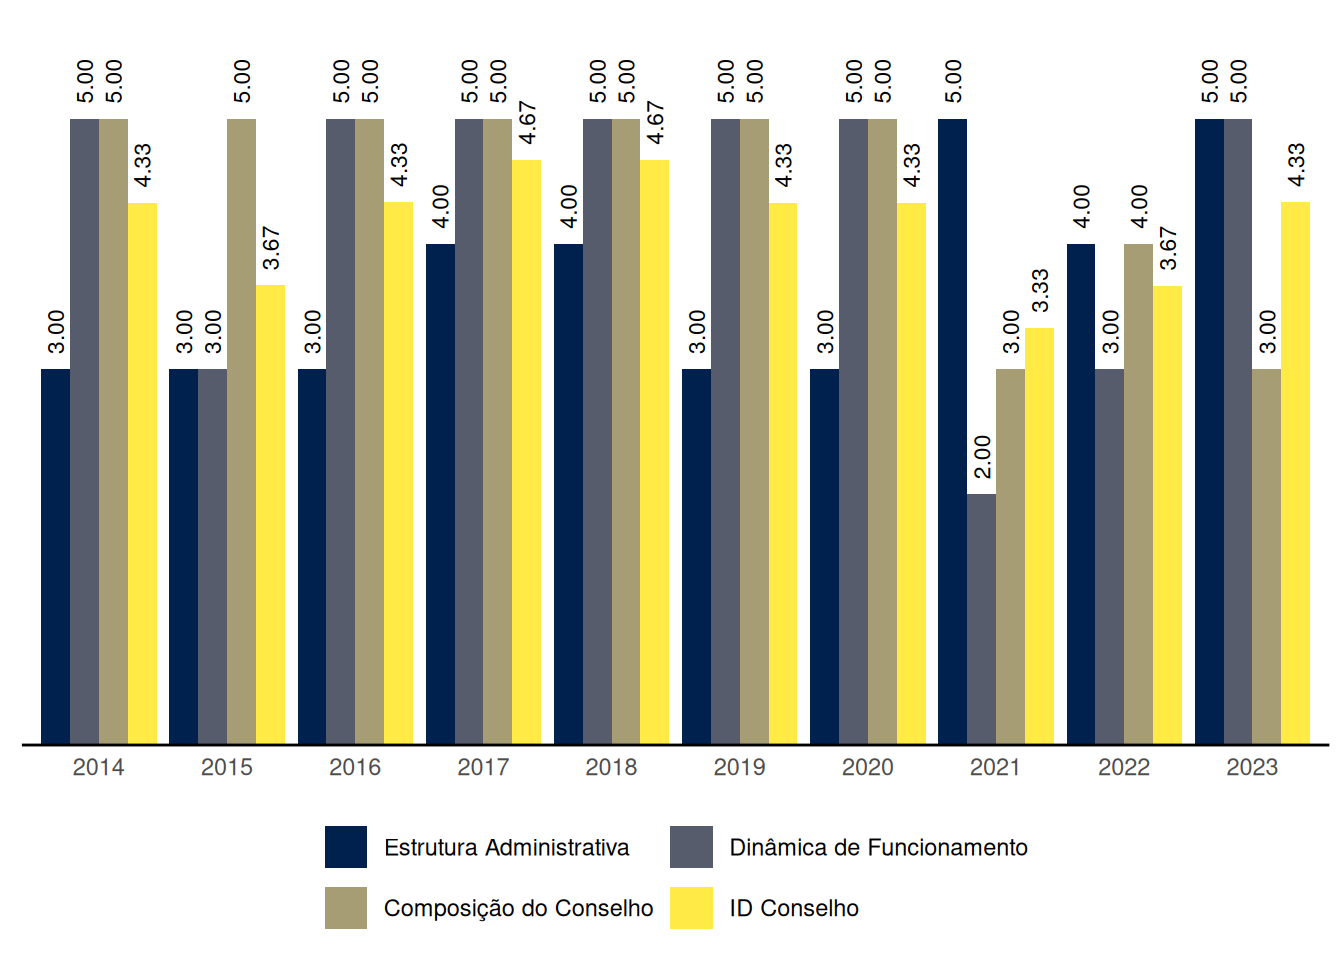 5.00 5.00 5.00 5.00 5.00 5.00 5.00 5.00 5.00 5.00 5.00 5.00 5.00 5.00 5.00 5.00
4.67 4.67
4.33 4.33 4.33 4.33 4.33
4.00 4.00 4.00 4.00
3.67 3.67
3.33
3.00 3.00 3.00 3.00 3.00 3.00 3.00 3.00 3.00
2.00
2014 2015 2016 2017 2018 2019 2020 2021 2022 2023
Estrutura Administrativa Dinâmica de Funcionamento
Composição do Conselho ID Conselho